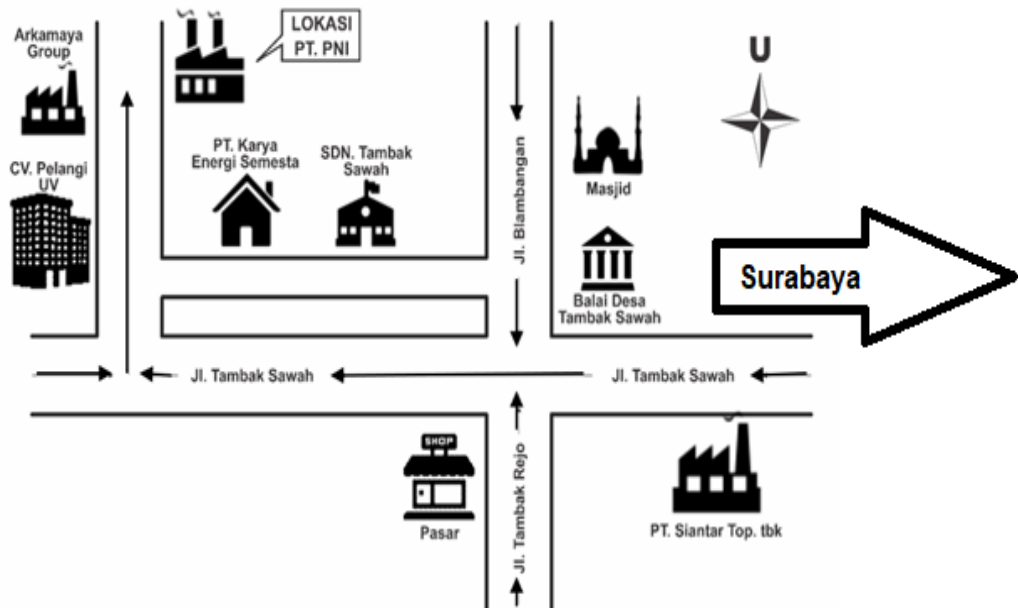 Arkamaya
Group
LOKASI
PT. PNI
U
CV. Pelangi
UV
PT. Karya
Energi Semesta
SDN. Tambak
Sawah
Jl. Blambangan
Masjid
Surabaya
Balai Desa
Tambak Sawah
Jl. Tambak Sawah
Jl. Tambak Sawah
SHOP
Pasar
Jl. Tambak Rejo
PT. Siantar Top. tbk